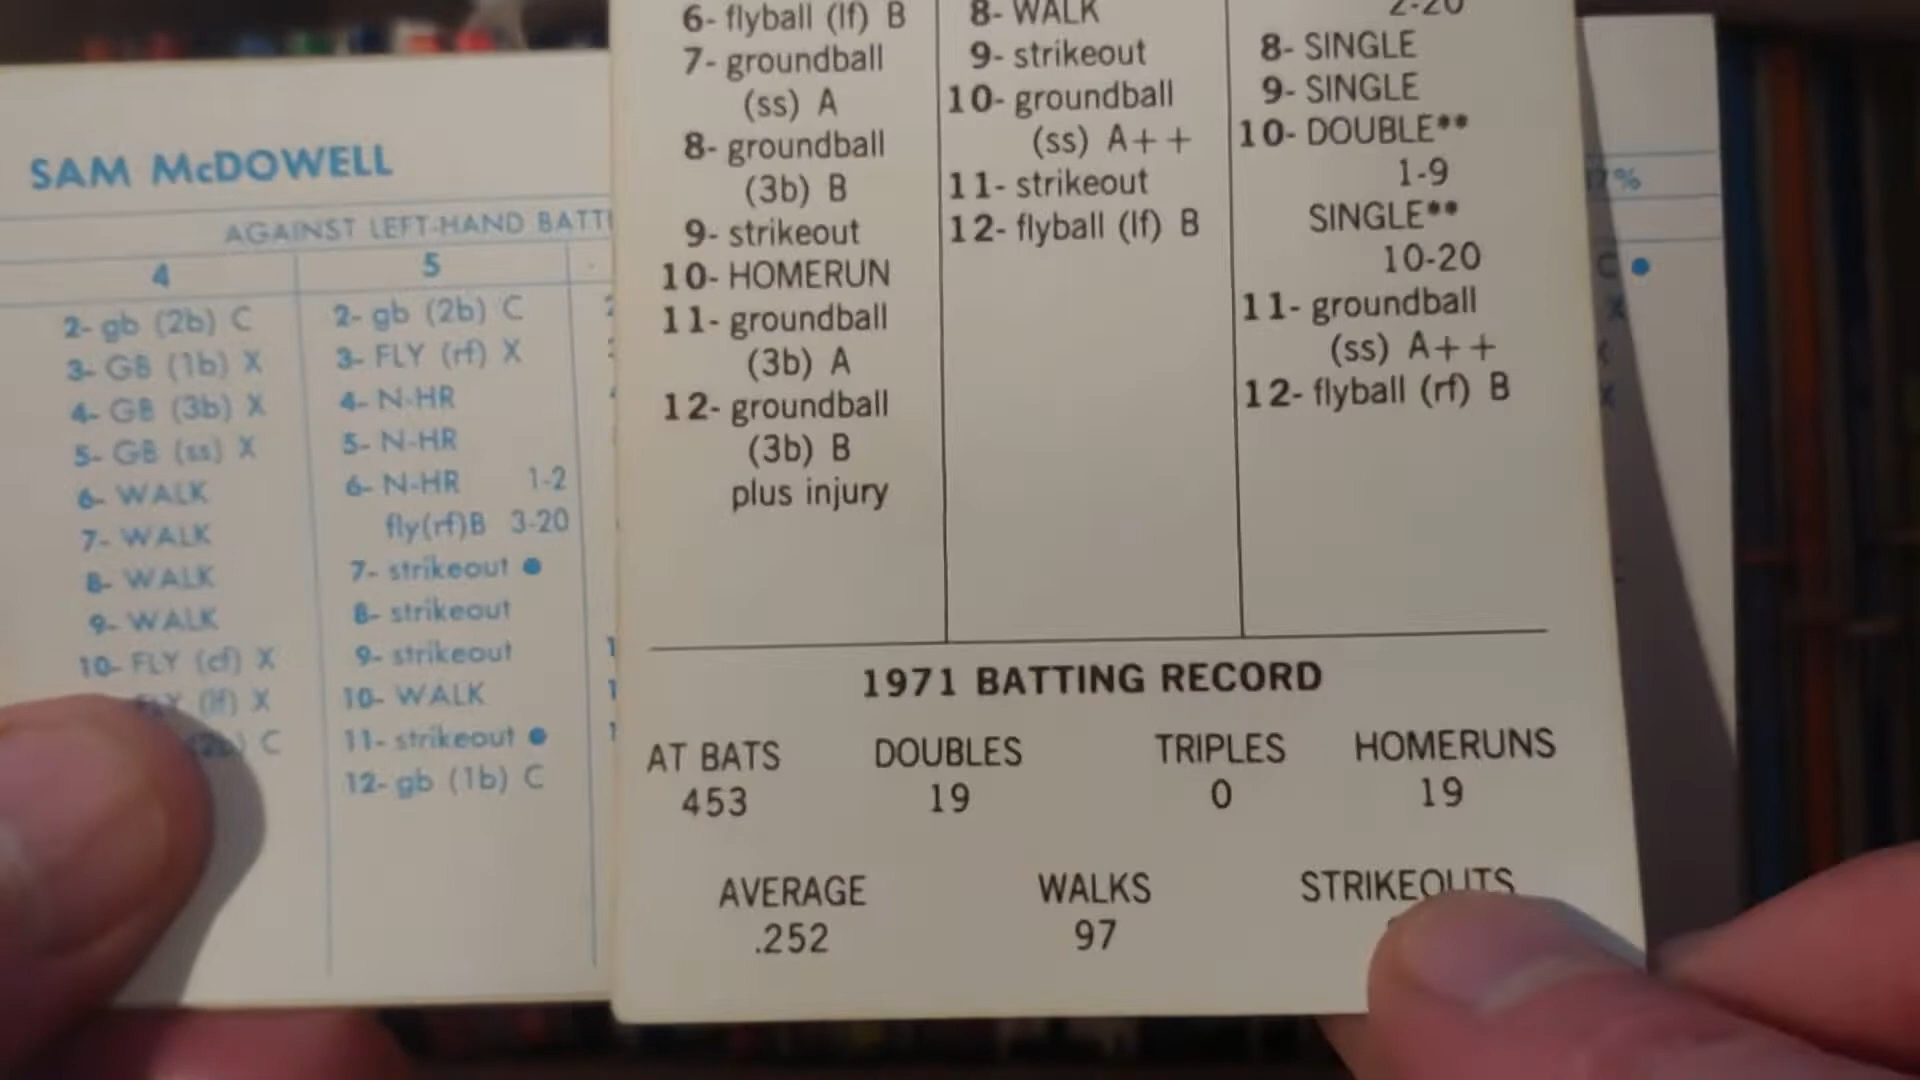 SAM McDOWELL
AGAINST LEFT-HAND
4
2- gb (2b) C
3- GB (1b) X
4- GB (3b) X
5- GB (ss) X
6- WALK
7- WALK
8- WALK
9- WALK
10- FLY (cf) X
(lf) X
C
5
2- gb (2b) C
3- FLY (rf) X
4- N-HR
5- N-HR
6- N-HR 1-2
fly(rf)B 3-20
7- strikeout ●
8- strikeout
9- strikeout
10- WALK
11- strikeout ●
12- gb (1b) C
6- flyball (lf) B
7- groundball
(ss) A
8- groundball
(3b) B
9- strikeout
10- HOMERUN
11- groundball
(3b) A
12- groundball
(3b) B
plus injury
8- WALK
9- strikeout
10- groundball
(ss) A++
11- strikeout
12- flyball (lf) B
2-20
8- SINGLE
9- SINGLE
10- DOUBLE**
1-9
SINGLE**
10-20
11- groundball
(ss) A++
12- flyball (rf) B
1971 BATTING RECORD
AT BATS DOUBLES TRIPLES HOMERUNS
453 19 0 19
AVERAGE WALKS STRIKEOUTS
.252 97